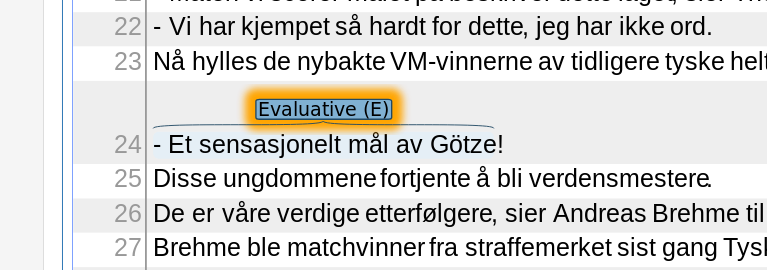 22 - Vi har kjempet så hardt for dette, jeg har ikke ord.
23 Nå hylles de nybakte VM-vinnerne av tidligere tyske helt
Evaluative (E)
24 - Et sensasjonelt mål av Götze!
25 Disse ungdommene fortjente å bli verdensmestere.
26 De er våre verdige etterfølgere, sier Andreas Brehme til
27 Brehme ble matchvinner fra straffemerket sist gang Tysk